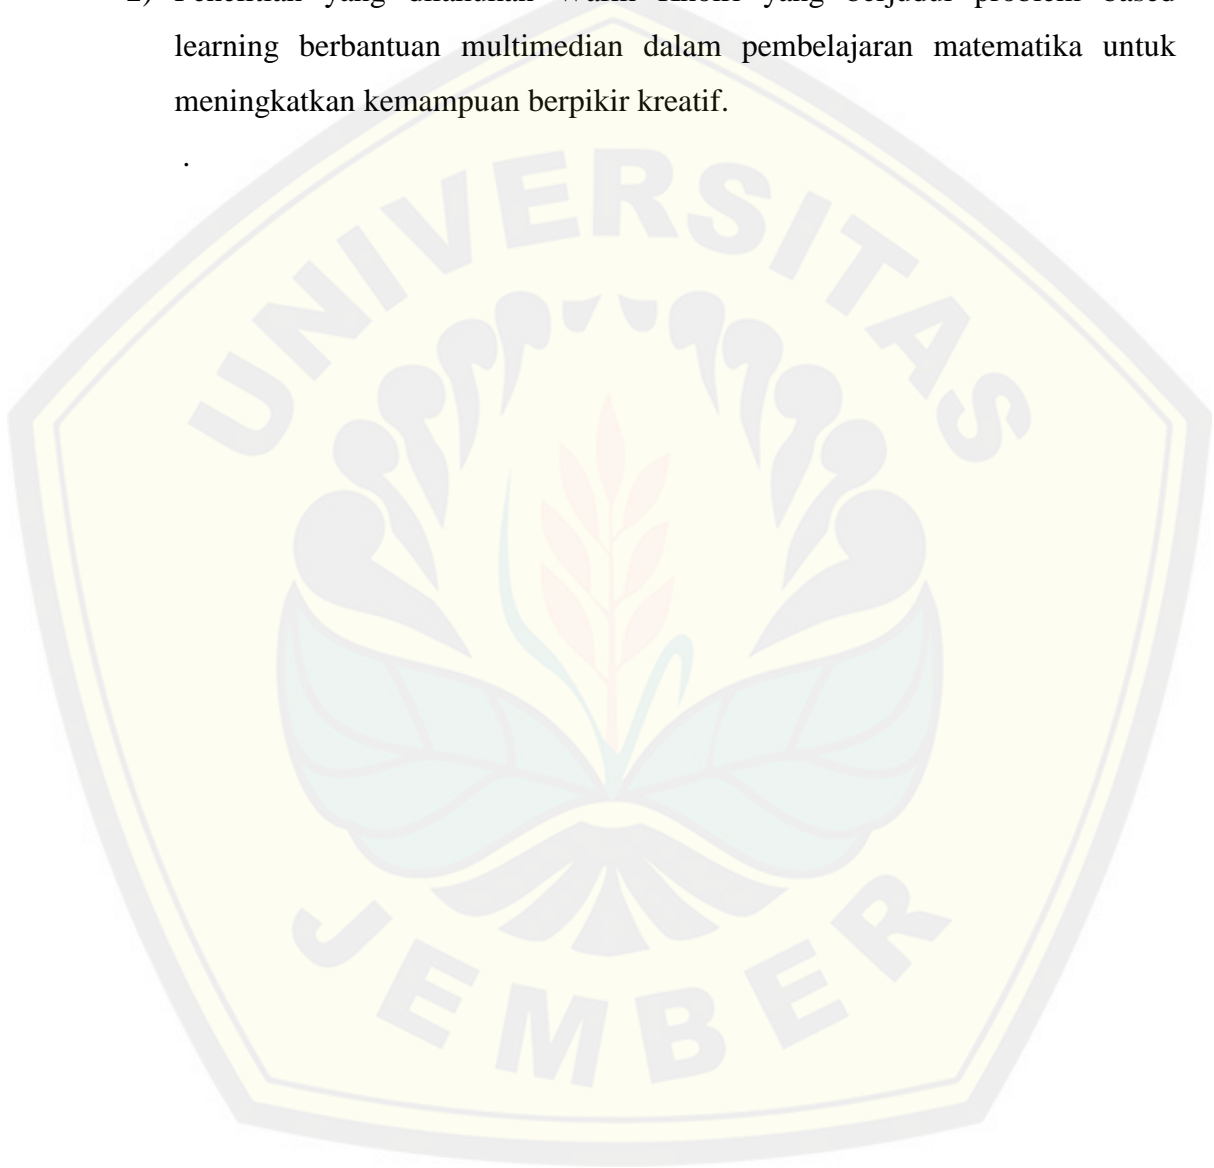 2) Penelitian yang dilakukan yang berjudul problem based
learning berbantuan multimedian dalam pembelajaran matematika untuk
meningkatkan kemampuan berpikir kreatif.
.
UNIVERSITAS
JEMBER